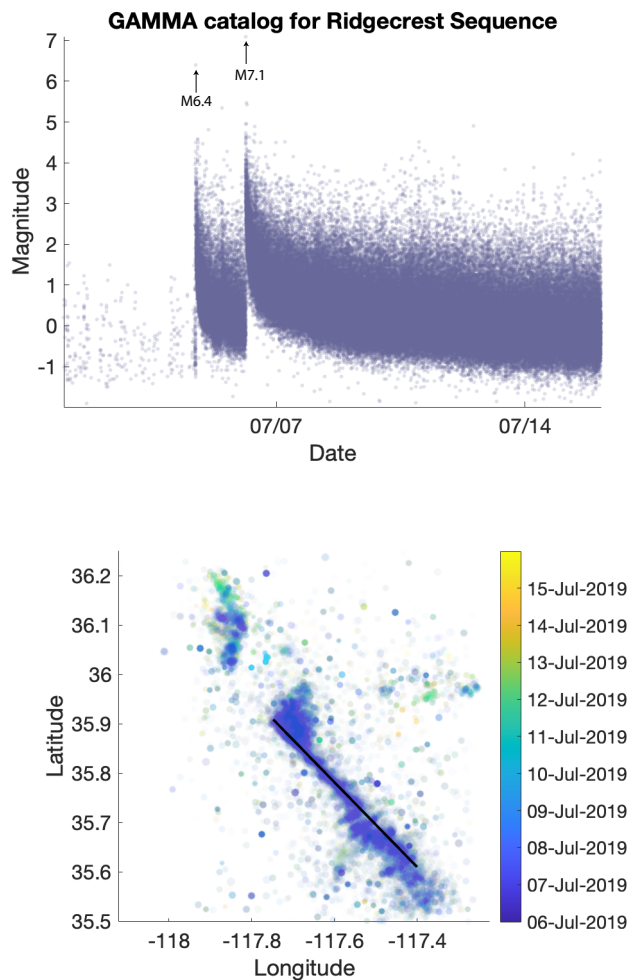 GAMMA catalog for Ridgecrest Sequence
7
6
5
4
3
2
1
0
-1
M6.4
M7.1
Magnitude
07/07
07/14
Date
36.2
36.1
36
35.9
35.8
35.7
35.6
35.5
Latitude
-118
-117.8
-117.6
-117.4
Longitude
15-Jul-2019
14-Jul-2019
13-Jul-2019
12-Jul-2019
11-Jul-2019
10-Jul-2019
09-Jul-2019
08-Jul-2019
07-Jul-2019
06-Jul-2019